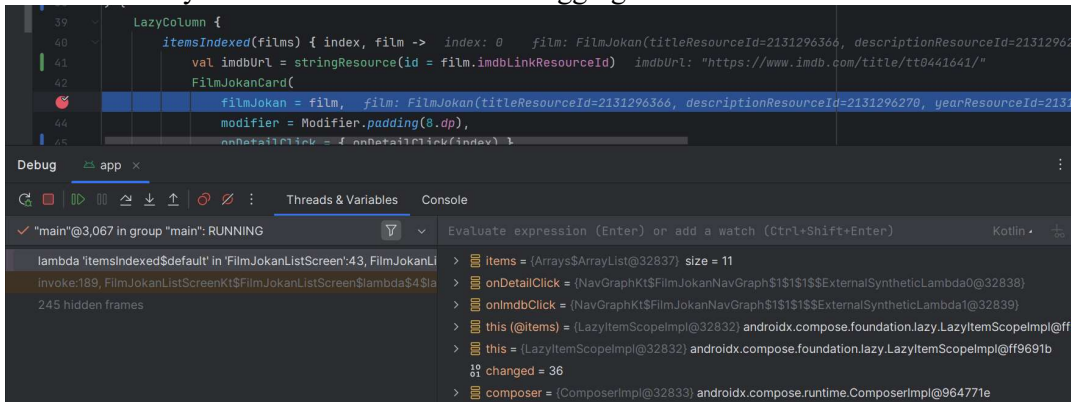 39 LazyColumn {
40 itemsIndexed(films) { index, film -> index: 0 film: FilmJokan(titleResourceId=2131296366, descriptionResourceId=21312962
41 val imdbUrl = stringResource(id = film.imdbLinkResourceId) imdbUrl: "https://www.imdb.com/title/tt0441641/"
42 FilmJokanCard(
filmJokan = film, film: FilmJokan(titleResourceId=2131296366, descriptionResourceId=2131296270, yearResourceId=2131
44 modifier = Modifier.padding(8.dp),
45 onDetailClick = { onDetailClick(index) }
Debug app
Threads & Variables Console
"main"@3,067 in group "main": RUNNING
Evaluate expression (Enter) or add a watch (Ctrl+Shift+Enter) Kotlin
lambda 'itemsIndexed$default' in 'FilmJokanListScreen':43, FilmJokanLi
invoke:189, FilmJokanListScreenKt$FilmJokanListScreen$lambda$4$la
245 hidden frames
items = {Arrays$ArrayList@32837} size = 11
onDetailClick = {NavGraphKt$FilmJokanNavGraph$1$1$1$$ExternalSyntheticLambda0@32838}
onImdbClick = {NavGraphKt$FilmJokanNavGraph$1$1$1$$ExternalSyntheticLambda1@32839}
this (@items) = {LazyItemScopeImpl@32832} androidx.compose.foundation.lazy.LazyItemScopeImpl@ff
this = {LazyItemScopeImpl@32832} androidx.compose.foundation.lazy.LazyItemScopeImpl@ff9691b
changed = 36
composer = {ComposerImpl@32833} androidx.compose.runtime.ComposerImpl@964771e